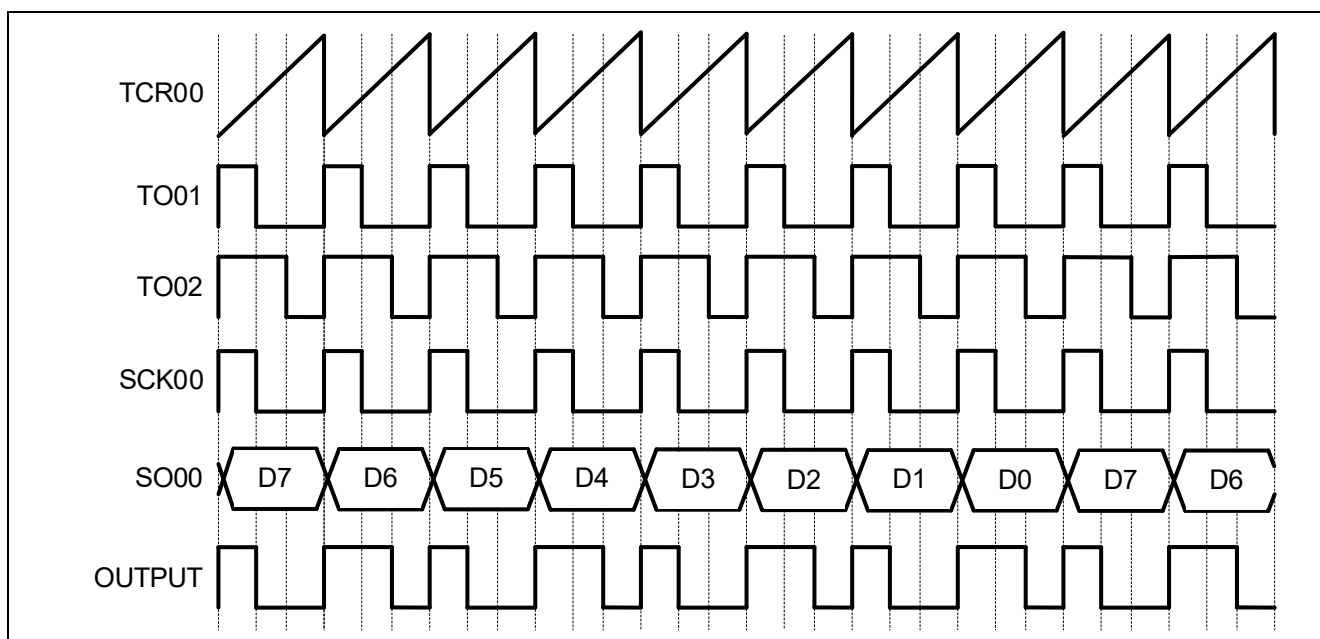 TCR00
TO01
TO02
SCK00
SO00 D7 D6 D5 D4 D3 D2 D1 D0 D7 D6
OUTPUT